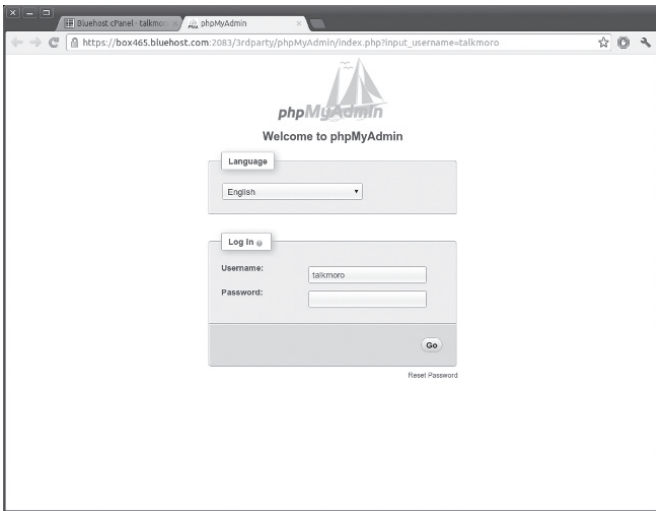 Bluehost cPanel - talkmor
phpMyAdmin
https://box465.bluehost.com:2083/3rdparty/phpMyAdmin/index.php?input_username=talkmoro
phpMyAdmin
Welcome to phpMyAdmin
Language
English
Log In
Username:
talkmoro
Password:
Go
Reset Password